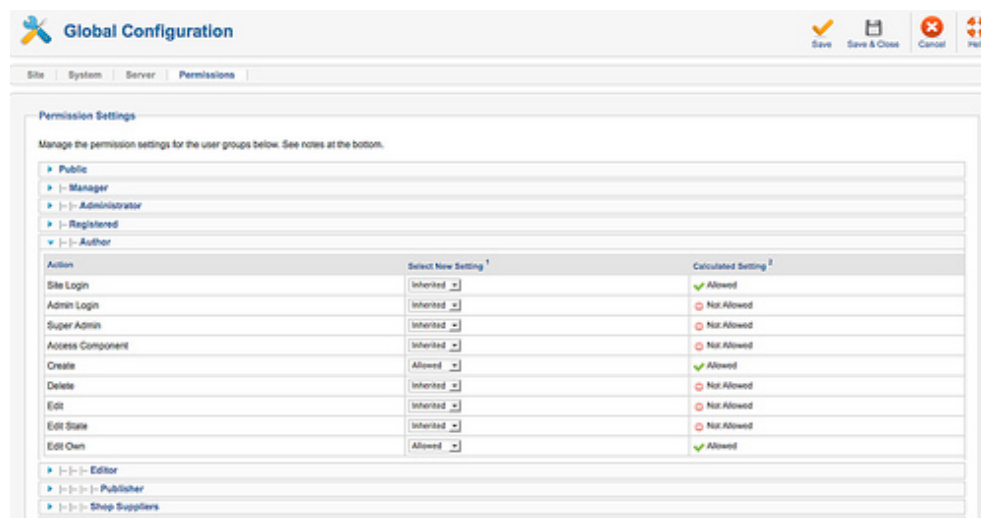 Global Configuration
Save Save & Close Cancel Hel
Site System Server Permissions
Permission Settings
Manage the permission settings for the user groups below. See notes at the bottom.
Public
|– Manager
|– |– Administrator
|– Registered
|– |– Author
Action Select New Setting 1 Calculated Setting 2
Site Login Inherited Allowed
Admin Login Inherited Not Allowed
Super Admin Inherited Not Allowed
Access Component Inherited Not Allowed
Create Allowed Allowed
Delete Inherited Not Allowed
Edit Inherited Not Allowed
Edit State Inherited Not Allowed
Edit Own Allowed Allowed
|– |– |– Editor
|– |– |– |– Publisher
|– |– |– Shop Suppliers